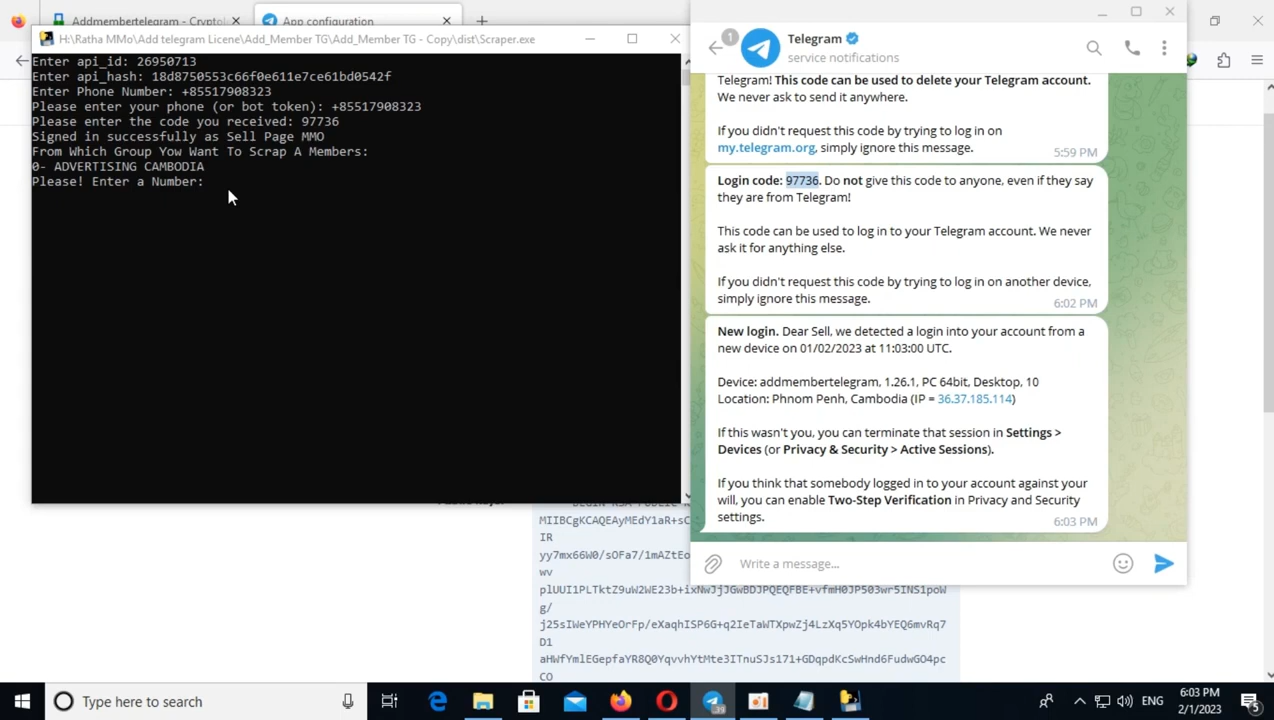 Addmembertelegram - Cryptol
App configuration
H:\Ratha MMo\Add telegram Licene\Add_Member TG\Add_Member TG - Copy\dist\Scraper.exe
Enter api_id: 26950713
Enter api_hash: 18d8750553c66f0e611e7ce61bd0542f
Enter Phone Number: +85517908323
Please enter your phone (or bot token): +85517908323
Please enter the code you received: 97736
Signed in successfully as Sell Page MMO
From Which Group Yow Want To Scrap A Members:
0- ADVERTISING CAMBODIA
Please! Enter a Number:
1
Telegram
service notifications
Telegram! This code can be used to delete your Telegram account.
We never ask to send it anywhere.
If you didn't request this code by trying to log in on
my.telegram.org, simply ignore this message.
5:59 PM
Login code: 97736. Do not give this code to anyone, even if they say
they are from Telegram!
This code can be used to log in to your Telegram account. We never
ask it for anything else.
If you didn't request this code by trying to log in on another device,
simply ignore this message.
6:02 PM
New login. Dear Sell, we detected a login into your account from a
new device on 01/02/2023 at 11:03:00 UTC.
Device: addmembertelegram, 1.26.1, PC 64bit, Desktop, 10
Location: Phnom Penh, Cambodia (IP = 36.37.185.114)
If this wasn't you, you can terminate that session in Settings >
Devices (or Privacy & Security > Active Sessions).
If you think that somebody logged in to your account against your
will, you can enable Two-Step Verification in Privacy and Security
settings.
6:03 PM
Write a message...
MIIBCgKCAQEAyMEdY1aR+sC
IR
yy7mx66W0/sOFa7/1mAZtEo
wv
plUUI1PLTktZ9uW2WE23b+ixNwJjJGwBDJPQEQFBE+vfmH0JP503wr5INS1poW
g/
j25sIWeYPHYeOrFp/eXaqhISP6G+q2IeTaWTXpwZj4LzXq5YOpk4bYEQ6mvRq7
D1
aHWfYmlEGepfaYR8Q0YqvvhYtMte3ITnuSJs171+GDqpdKcSwHnd6FudwGO4pc
CO
Type here to search
39
ENG
6:03 PM
2/1/2023
5